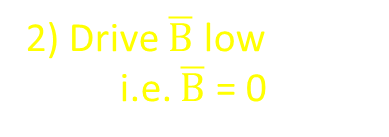 2) Drive B̅ low
i.e. B̅ = 0